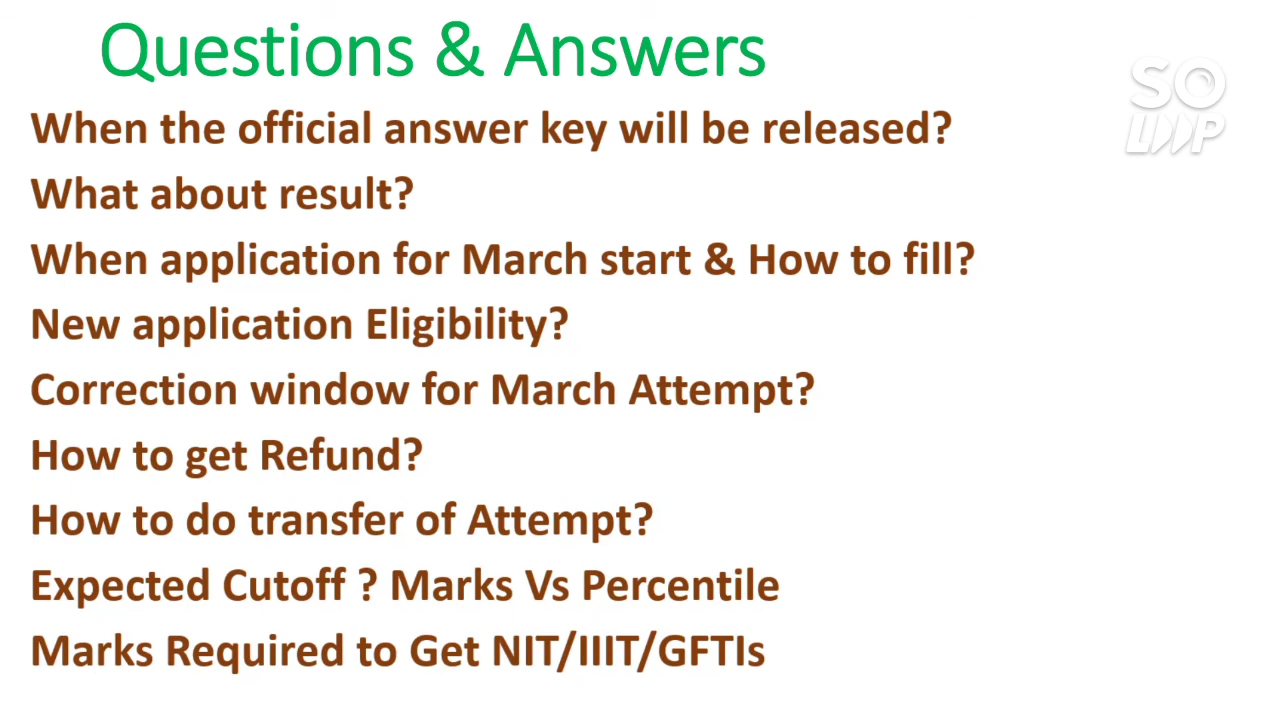 Questions & Answers
When the official answer key will be released?
What about result?
When application for March start & How to fill?
New application Eligibility?
Correction window for March Attempt?
How to get Refund?
How to do transfer of Attempt?
Expected Cutoff ? Marks Vs Percentile
Marks Required to Get NIT/IIIT/GFTIs
SO
LOOP